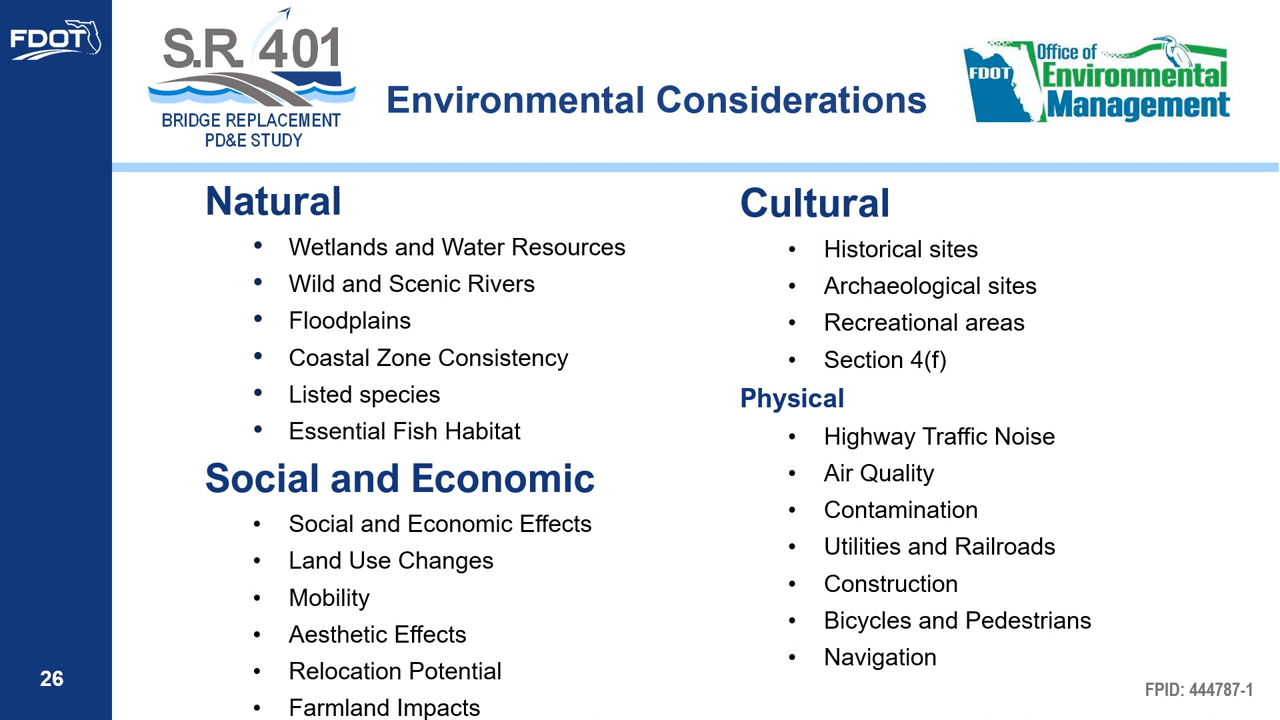 FDOT
S.R. 401
BRIDGE REPLACEMENT
PD&E STUDY
Environmental Considerations
FDOT
Office of
Environmental
Management
Natural
• Wetlands and Water Resources
• Wild and Scenic Rivers
• Floodplains
• Coastal Zone Consistency
• Listed species
• Essential Fish Habitat
Social and Economic
• Social and Economic Effects
• Land Use Changes
• Mobility
• Aesthetic Effects
• Relocation Potential
• Farmland Impacts
Cultural
• Historical sites
• Archaeological sites
• Recreational areas
• Section 4(f)
Physical
• Highway Traffic Noise
• Air Quality
• Contamination
• Utilities and Railroads
• Construction
• Bicycles and Pedestrians
• Navigation
26
FPID: 444787-1